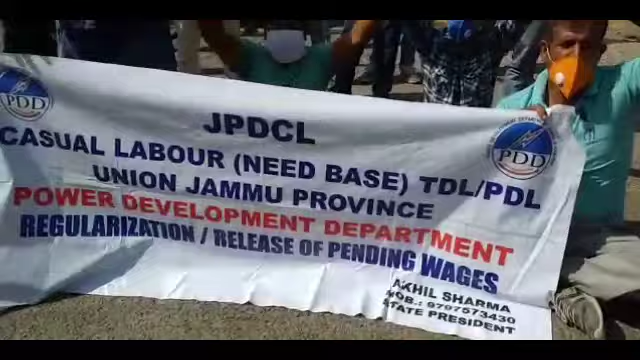 JPDCL
PDD
PDD
CASUAL LABOUR (NEED BASE) TDL/PDL
UNION JAMMU PROVINCE
POWER DEVELOPMENT DEPARTMENT
REGULARIZATION / RELEASE OF PENDING WAGES
AKHIL SHARMA
MOB.: 9797573430
STATE PRESIDENT